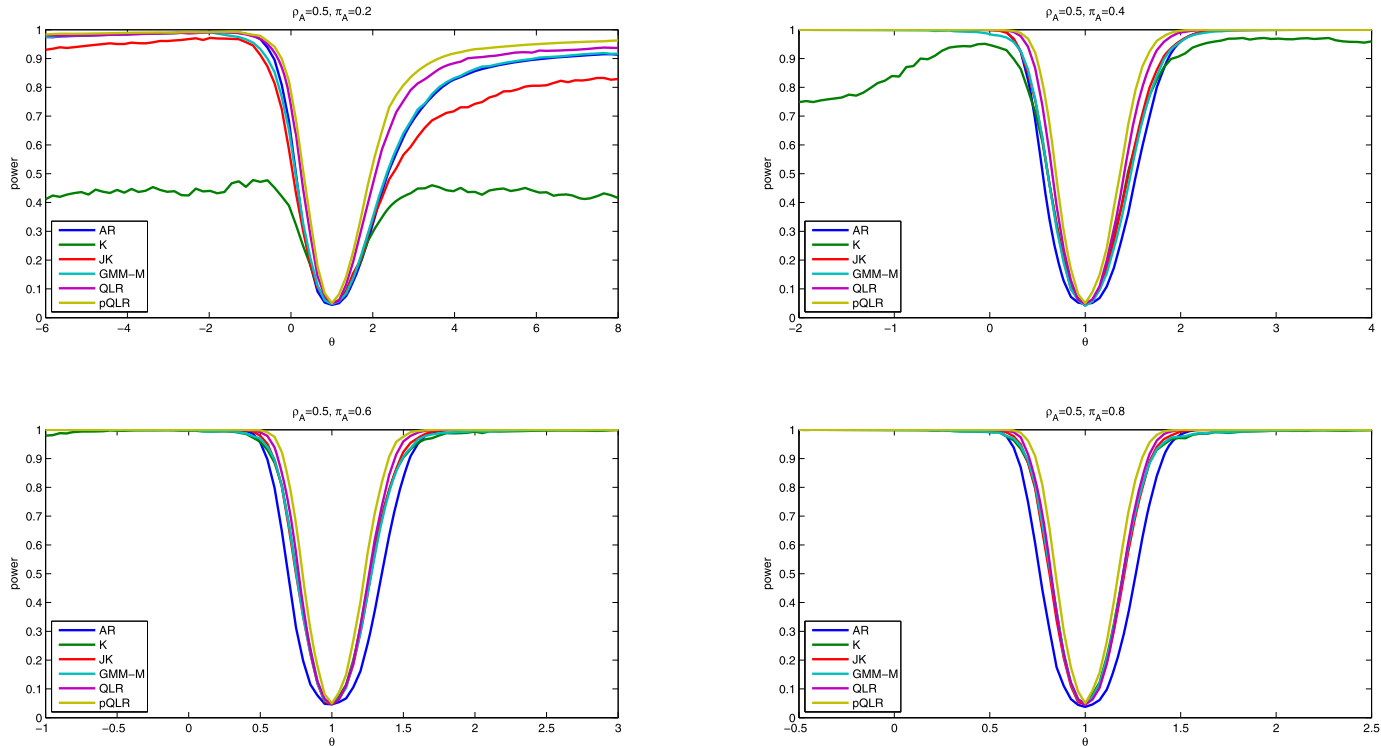 ρA=0.5, πA=0.2
1
0.9
0.8
0.7
0.6
0.5
0.4
0.3
0.2
0.1
0
power
AR
K
JK
GMM−M
QLR
pQLR
−6 −4 −2 0 2 4 6 8
θ
ρA=0.5, πA=0.4
1
0.9
0.8
0.7
0.6
0.5
0.4
0.3
0.2
0.1
0
power
AR
K
JK
GMM−M
QLR
pQLR
−2 −1 0 1 2 3 4
θ
ρA=0.5, πA=0.6
1
0.9
0.8
0.7
0.6
0.5
0.4
0.3
0.2
0.1
0
power
AR
K
JK
GMM−M
QLR
pQLR
−1 −0.5 0 0.5 1 1.5 2 2.5 3
θ
ρA=0.5, πA=0.8
1
0.9
0.8
0.7
0.6
0.5
0.4
0.3
0.2
0.1
0
power
AR
K
JK
GMM−M
QLR
pQLR
−0.5 0 0.5 1 1.5 2 2.5
θ